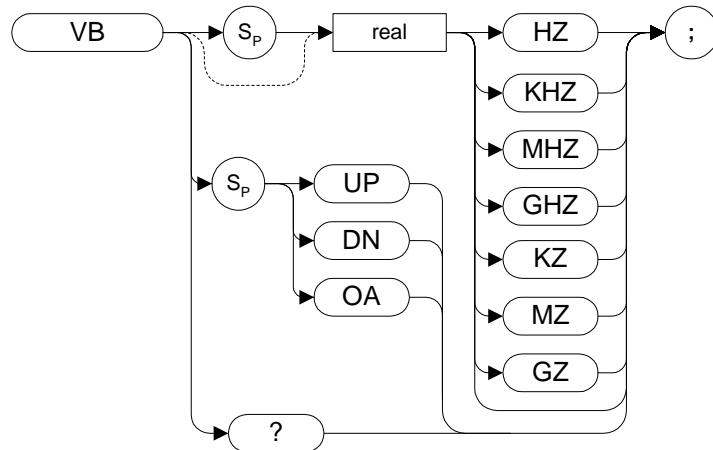 VB SP real HZ ;
KHZ
MHZ
SP UP GHZ
DN KZ
OA MZ
GZ
?